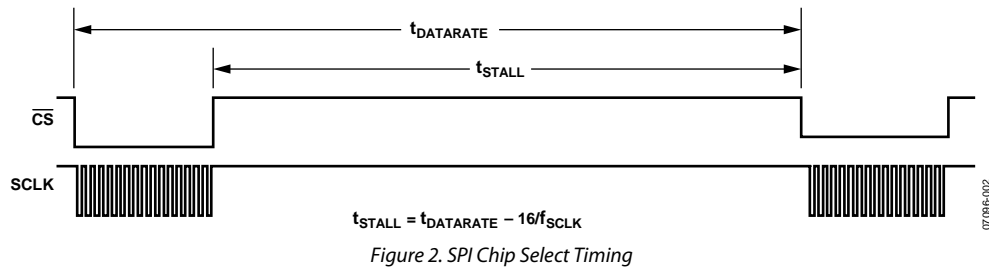 tDATARATE
tSTALL
CS
SCLK
tSTALL = tDATARATE – 16/fSCLK
07096-002
Figure 2. SPI Chip Select Timing